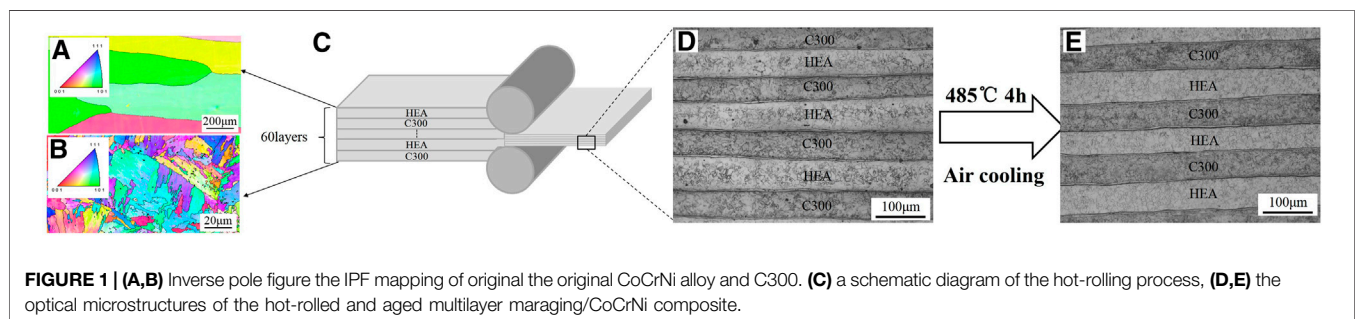 A
111
001
101
200μm
B
111
001
101
20μm
C
60layers
HEA
C300
⋮
HEA
C300
D
C300
HEA
C300
HEA
C300
HEA
C300
100μm
485℃ 4h
Air cooling
E
C300
HEA
C300
HEA
C300
HEA
100μm
FIGURE 1 | (A,B) Inverse pole figure the IPF mapping of original the original CoCrNi alloy and C300. (C) a schematic diagram of the hot-rolling process, (D,E) the
optical microstructures of the hot-rolled and aged multilayer maraging/CoCrNi composite.